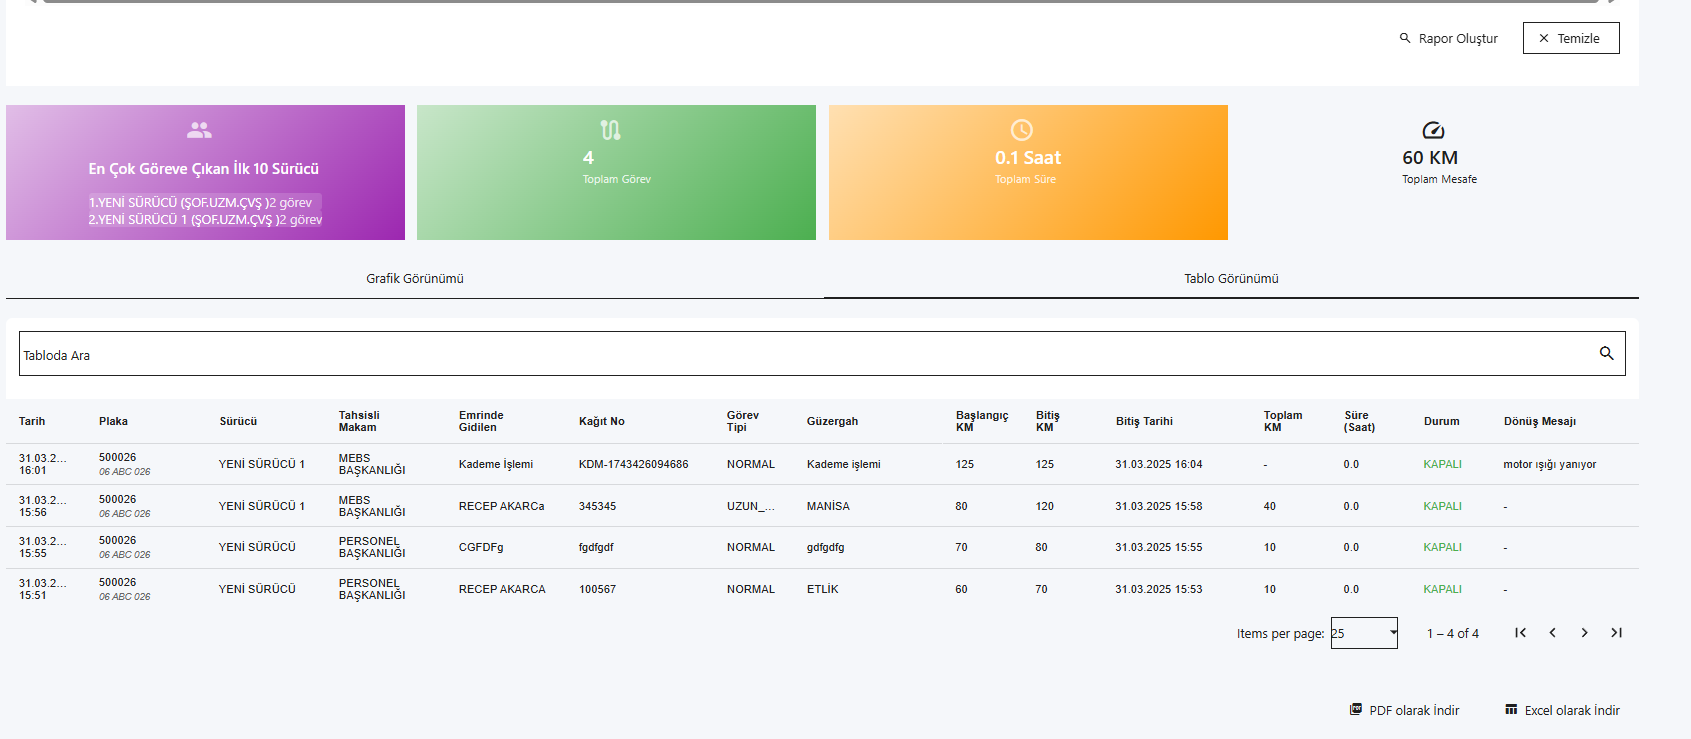 Rapor Oluştur
Temizle
En Çok Göreve Çıkan İlk 10 Sürücü
1.YENİ SÜRÜCÜ (ŞOF.UZM.ÇVŞ )2 görev
2.YENİ SÜRÜCÜ 1 (ŞOF.UZM.ÇVŞ )2 görev
4
Toplam Görev
0.1 Saat
Toplam Süre
60 KM
Toplam Mesafe
Grafik Görünümü Tablo Görünümü
Tabloda Ara
Tarih Plaka Sürücü Tahsisli Makam Emrinde Gidilen Kağıt No Görev Tipi Güzergah Başlangıç KM Bitiş KM Bitiş Tarihi Toplam KM Süre (Saat) Durum Dönüş Mesajı
31.03.2... 16:01 500026 06 ABC 026 YENİ SÜRÜCÜ 1 MEBS BAŞKANLIĞI Kademe İşlemi KDM-1743426094686 NORMAL Kademe işlemi 125 125 31.03.2025 16:04 - 0.0 KAPALI motor ışığı yanıyor
31.03.2... 15:56 500026 06 ABC 026 YENİ SÜRÜCÜ 1 MEBS BAŞKANLIĞI RECEP AKARCa 345345 UZUN_... MANİSA 80 120 31.03.2025 15:58 40 0.0 KAPALI -
31.03.2... 15:55 500026 06 ABC 026 YENİ SÜRÜCÜ PERSONEL BAŞKANLIĞI CGFDFg fgdfgdf NORMAL gdfgdfg 70 80 31.03.2025 15:55 10 0.0 KAPALI -
31.03.2... 15:51 500026 06 ABC 026 YENİ SÜRÜCÜ PERSONEL BAŞKANLIĞI RECEP AKARCA 100567 NORMAL ETLİK 60 70 31.03.2025 15:53 10 0.0 KAPALI -
Items per page: 25 1 – 4 of 4
PDF olarak İndir Excel olarak İndir